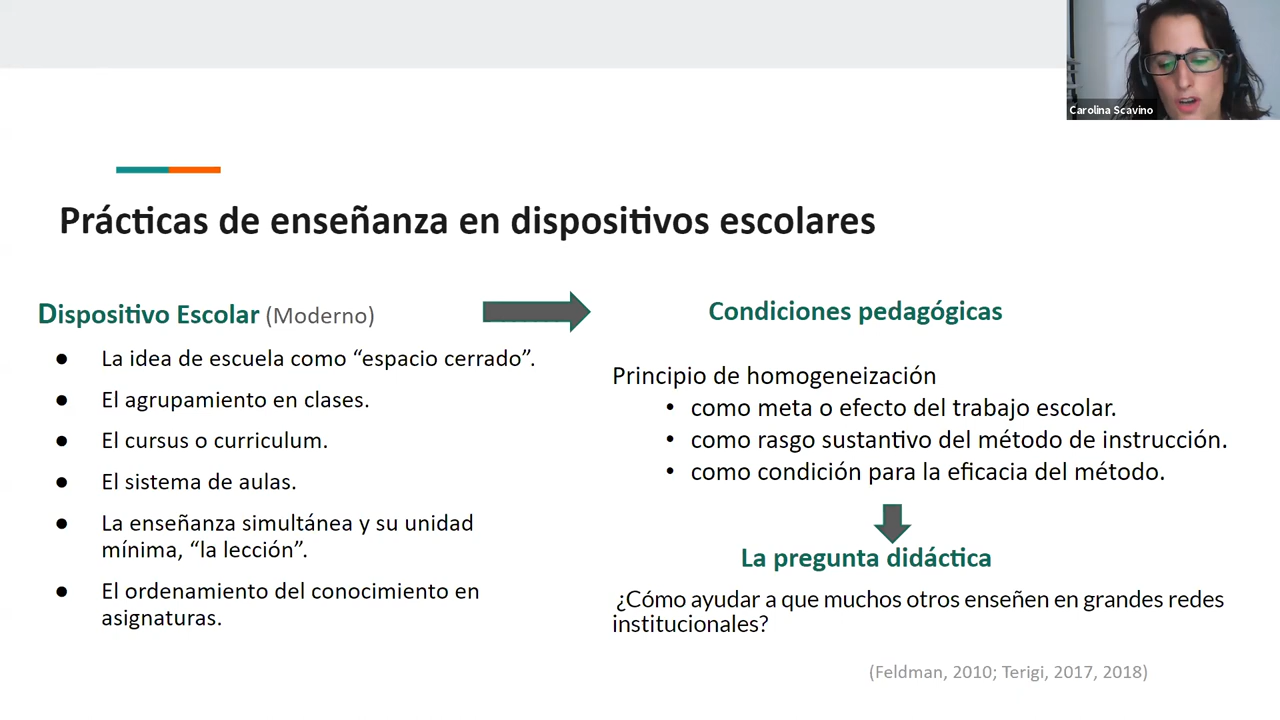 Carolina Scavino
Prácticas de enseñanza en dispositivos escolares
Dispositivo Escolar (Moderno)
● La idea de escuela como “espacio cerrado”.
● El agrupamiento en clases.
● El cursus o curriculum.
● El sistema de aulas.
● La enseñanza simultánea y su unidad
mínima, “la lección”.
● El ordenamiento del conocimiento en
asignaturas.
Condiciones pedagógicas
Principio de homogeneización
• como meta o efecto del trabajo escolar.
• como rasgo sustantivo del método de instrucción.
• como condición para la eficacia del método.
La pregunta didáctica
¿Cómo ayudar a que muchos otros enseñen en grandes redes
institucionales?
(Feldman, 2010; Terigi, 2017, 2018)